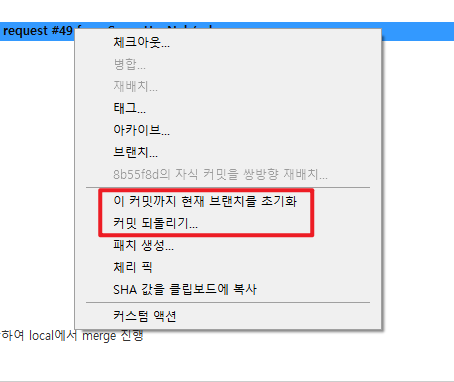 request #49
체크아웃...
병합...
재배치...
태그...
아카이브...
브랜치...
8b55f8d의 자식 커밋을 쌍방향 재배치...
이 커밋까지 현재 브랜치를 초기화
커밋 되돌리기...
패치 생성...
체리 픽
SHA 값을 클립보드에 복사
커스텀 액션
하여 local에서 merge 진행